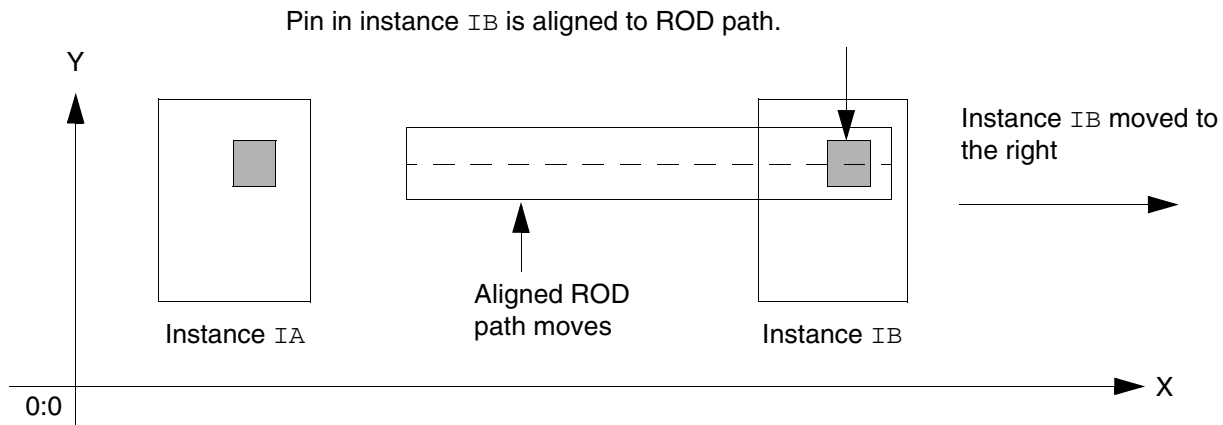 Pin in instance IB is aligned to ROD path.
Y
Instance IB moved to
the right
Aligned ROD
path moves
Instance IA
Instance IB
X
0:0